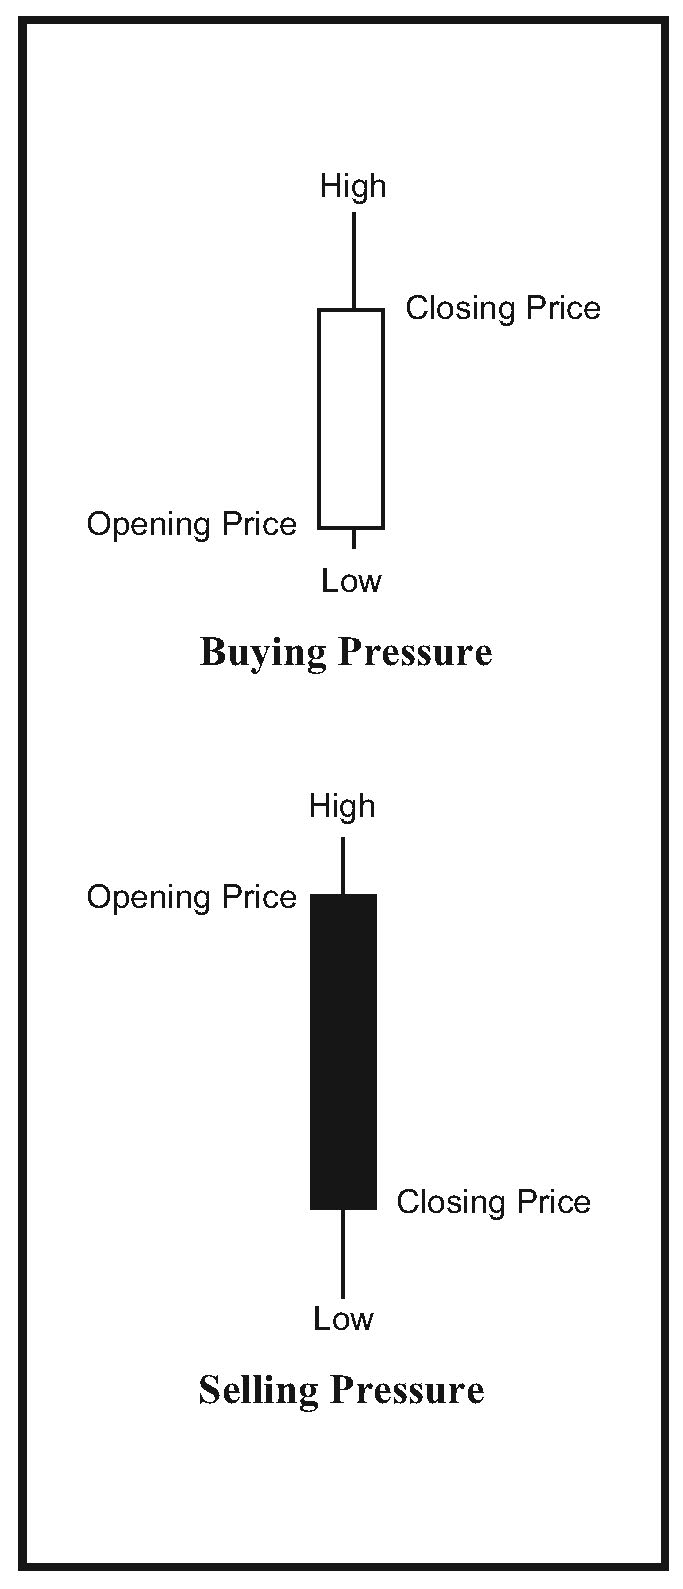 High
Closing Price
Opening Price
Low
Buying Pressure
High
Opening Price
Closing Price
Low
Selling Pressure